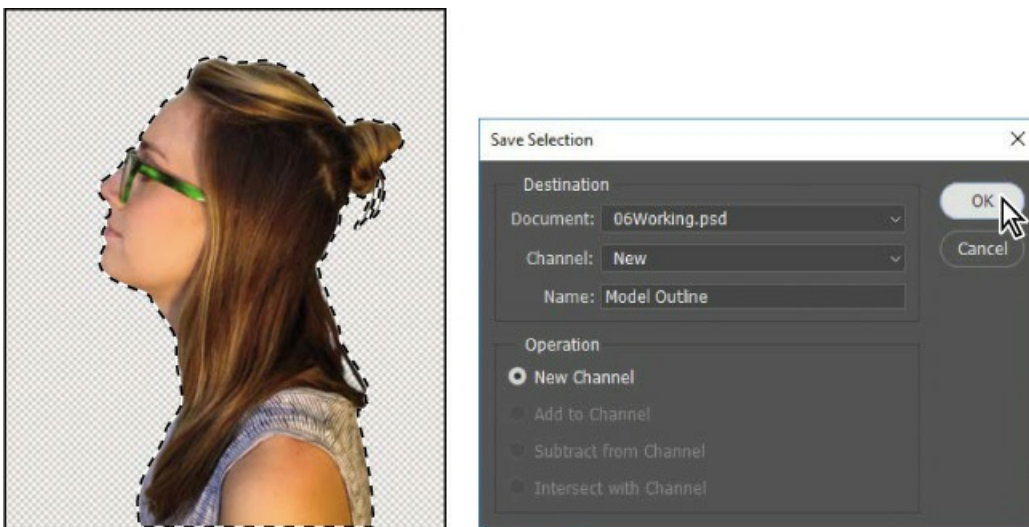 Save Selection
Destination
Document: 06Working.psd
Channel: New
Name: Model Outline
OK
Cancel
Operation
New Channel
Add to Channel
Subtract from Channel
Intersect with Channel